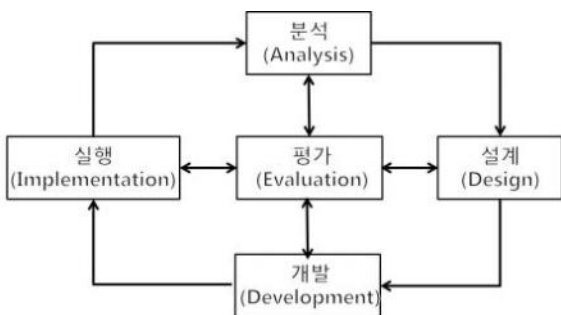 분석
(Analysis)
실행
(Implementation)
평가
(Evaluation)
설계
(Design)
개발
(Development)